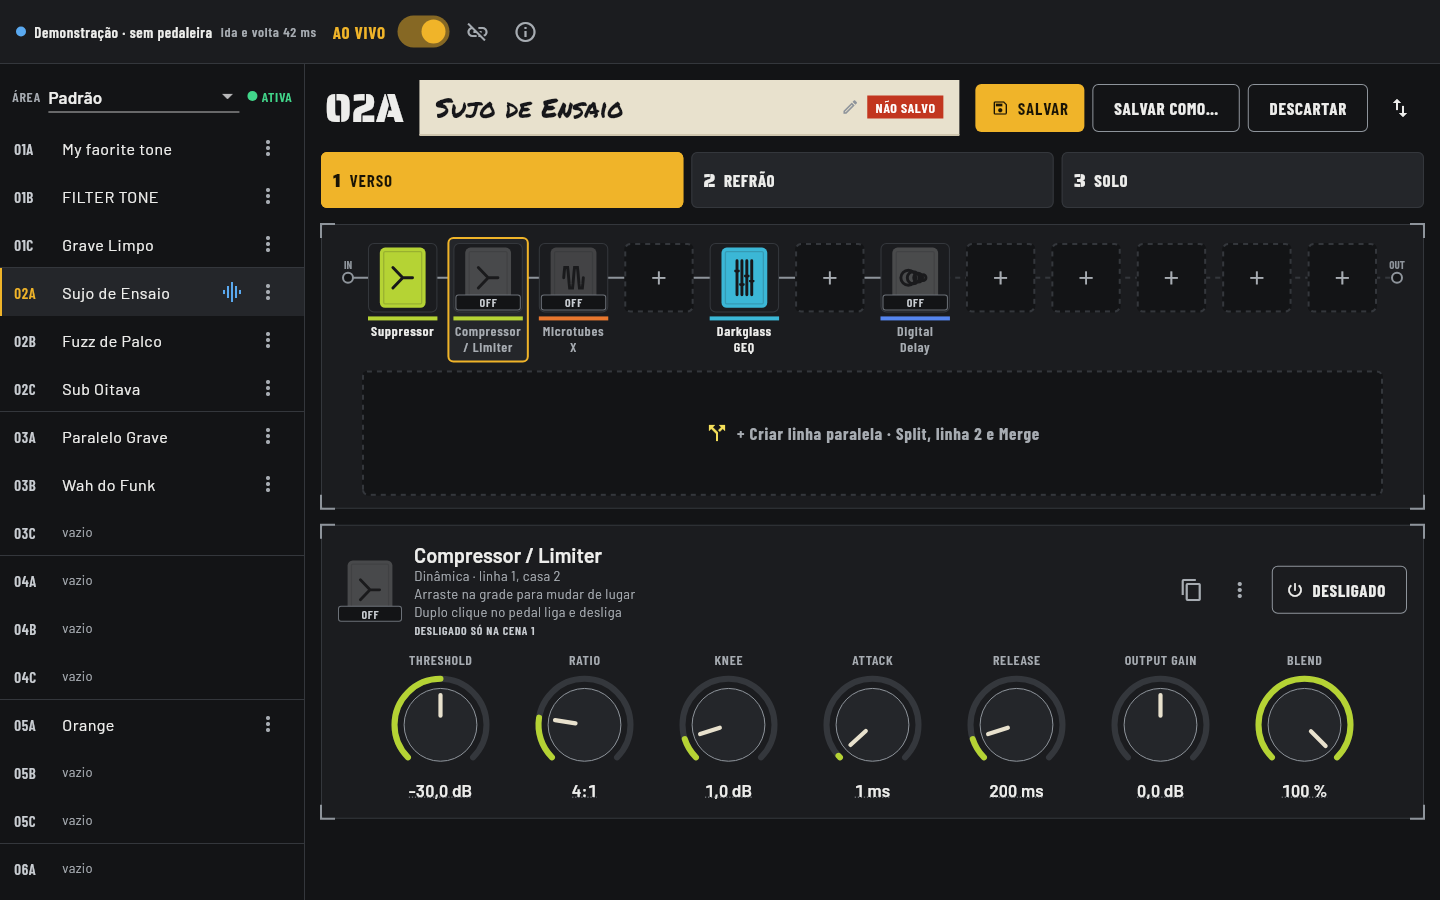 Demonstração · sem pedaleira Ida e volta 42 ms AO VIVO
ÁREA Padrão ATIVA
01A My faorite tone
01B FILTER TONE
01C Grave Limpo
02A Sujo de Ensaio
02B Fuzz de Palco
02C Sub Oitava
03A Paralelo Grave
03B Wah do Funk
03C vazio
04A vazio
04B vazio
04C vazio
05A Orange
05B vazio
05C vazio
06A vazio
02A Sujo de Ensaio NÃO SALVO SALVAR SALVAR COMO... DESCARTAR
1 VERSO 2 REFRÃO 3 SOLO
IN OUT
OFF OFF OFF
Suppressor
Compressor
/ Limiter
Microtubes
X
Darkglass
GEQ
Digital
Delay
+ Criar linha paralela · Split, linha 2 e Merge
OFF
Compressor / Limiter
Dinâmica · linha 1, casa 2
Arraste na grade para mudar de lugar
Duplo clique no pedal liga e desliga
DESLIGADO SÓ NA CENA 1
DESLIGADO
THRESHOLD RATIO KNEE ATTACK RELEASE OUTPUT GAIN BLEND
-30,0 dB 4:1 1,0 dB 1 ms 200 ms 0,0 dB 100 %